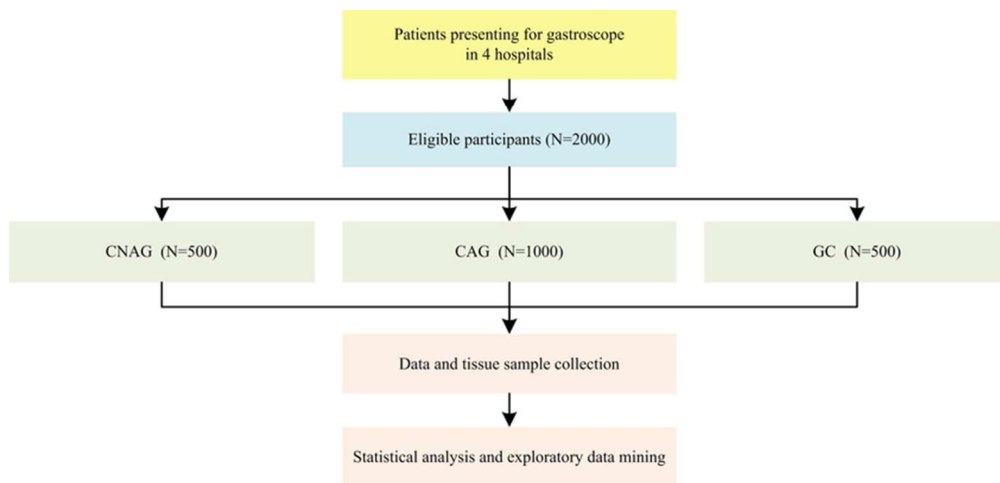 Patients presenting for gastroscope
in 4 hospitals
Eligible participants (N=2000)
CNAG (N=500)
CAG (N=1000)
GC (N=500)
Data and tissue sample collection
Statistical analysis and exploratory data mining